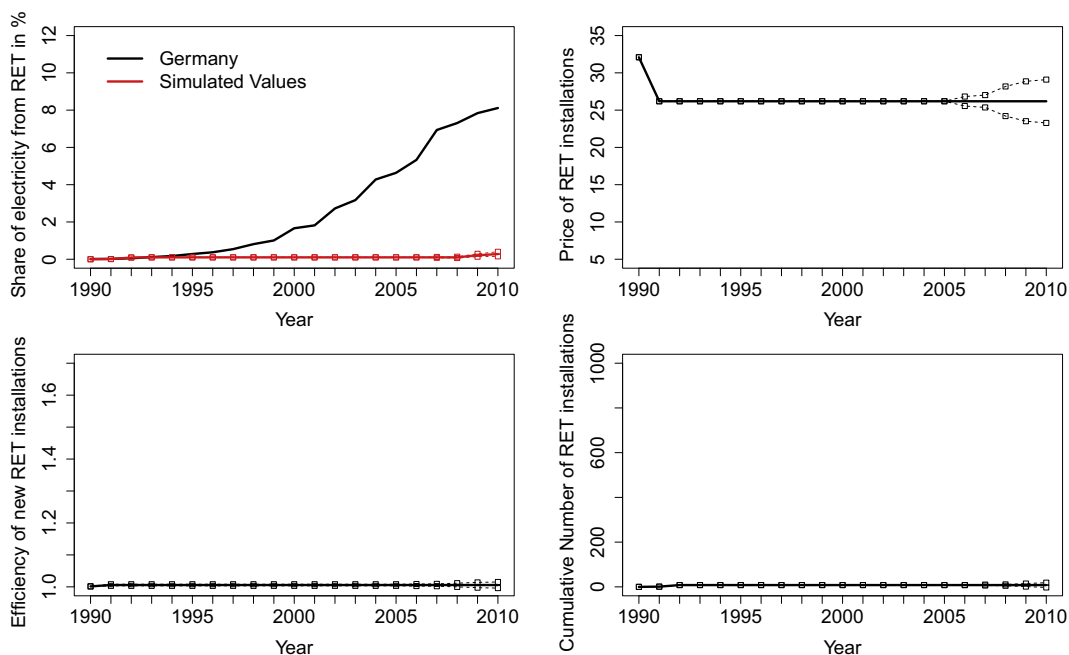 Share of electricity from RET in %
12
10
8
6
4
2
0
Germany
Simulated Values
1990 1995 2000 2005 2010
Year
Price of RET installations
35
30
25
20
15
10
5
1990 1995 2000 2005 2010
Year
Efficiency of new RET installations
1.6
1.4
1.2
1.0
1990 1995 2000 2005 2010
Year
Cumulative Number of RET installations
1000
600
200
0
1990 1995 2000 2005 2010
Year